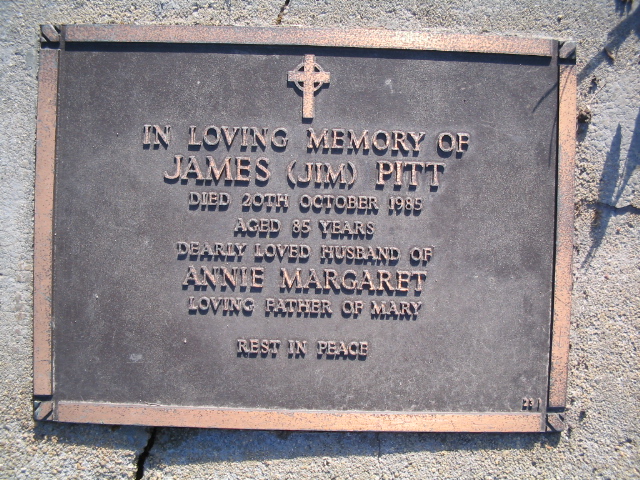 IN LOVING MEMORY OF
JAMES (JIM) PITT
DIED 20TH OCTOBER 1985
AGED 85 YEARS
DEARLY LOVED HUSBAND OF
ANNIE MARGARET
LOVING FATHER OF MARY
REST IN PEACE